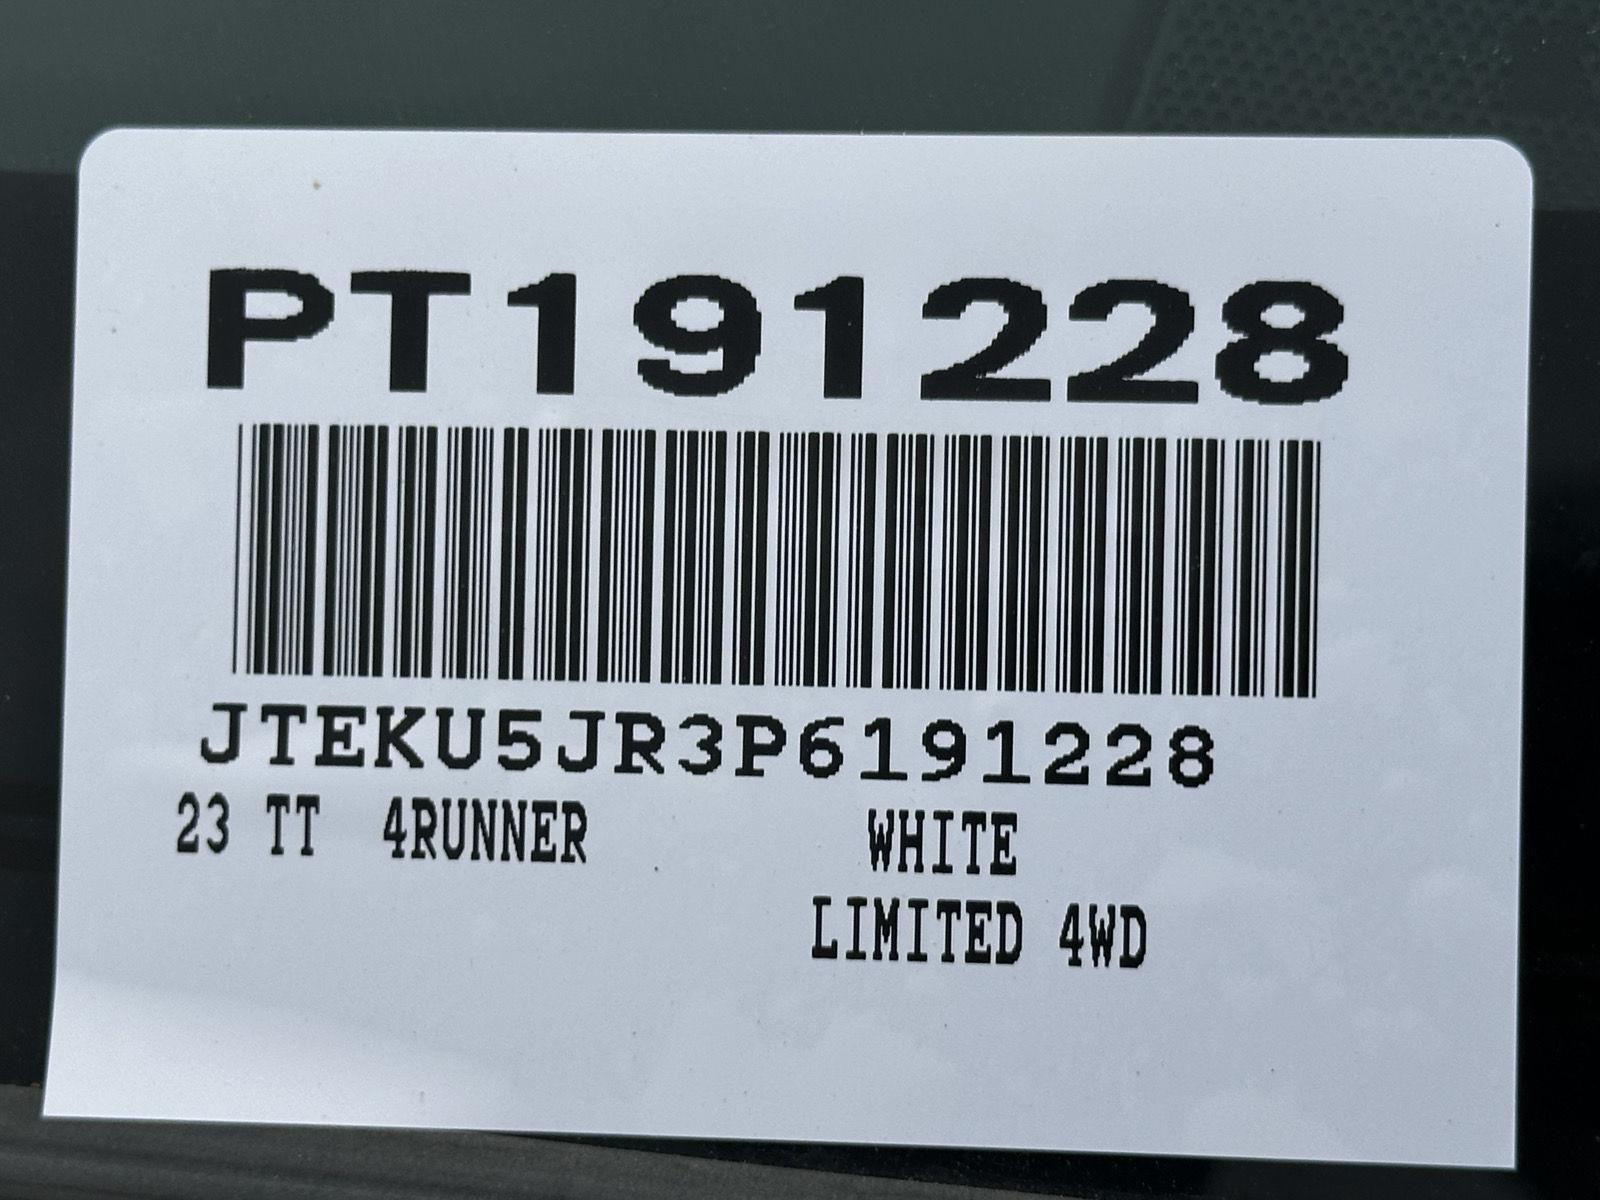 PT191228
JTEKU5JR3P6191228
23 TT 4RUNNER WHITE
LIMITED 4WD